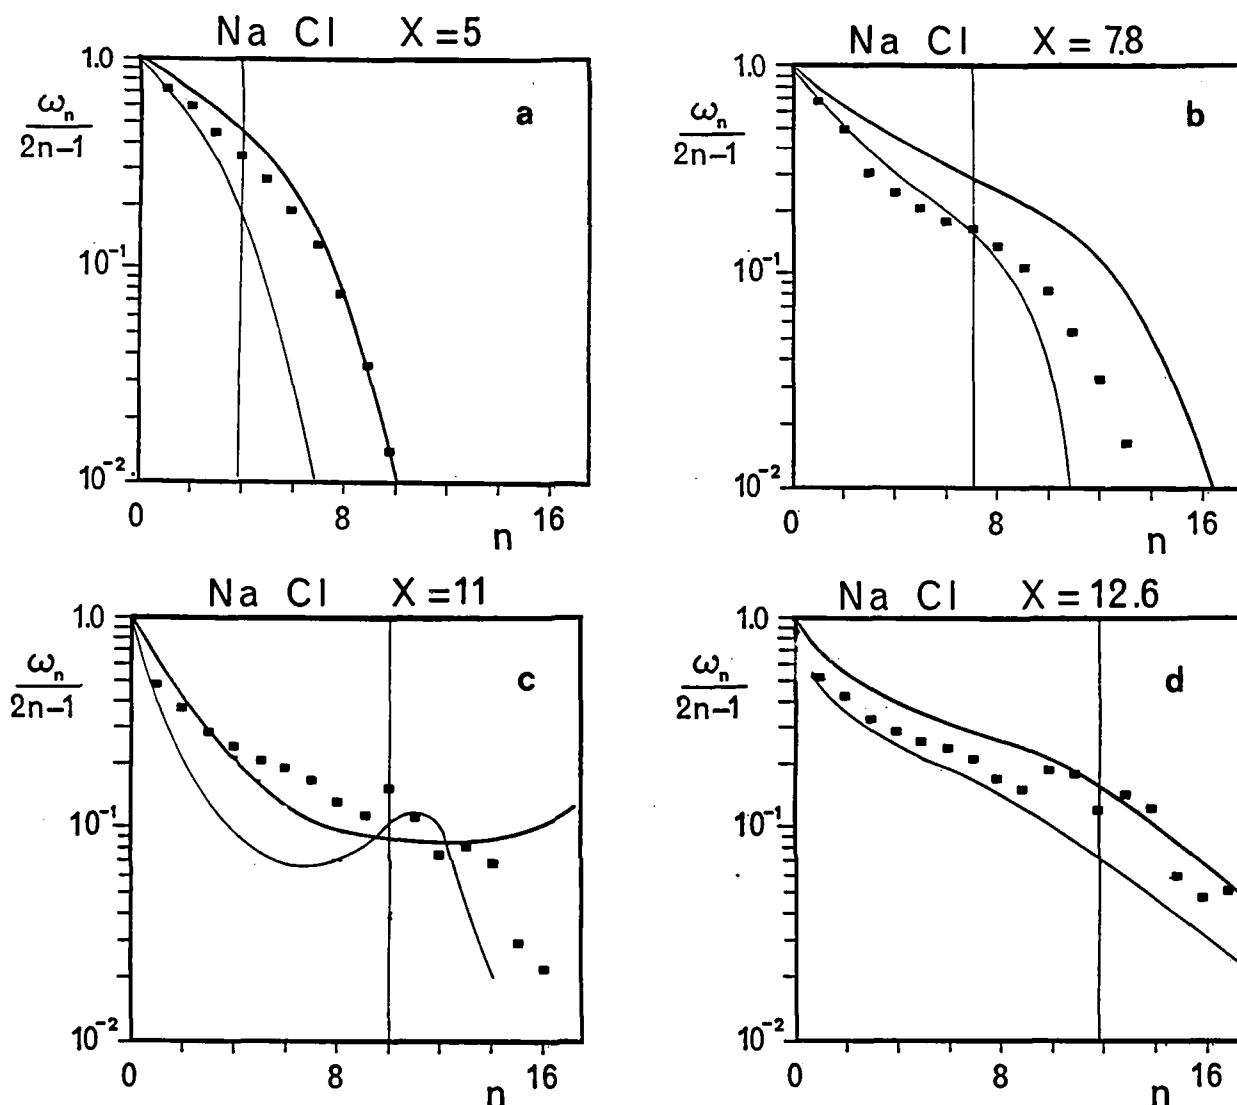 Na Cl X = 5
ω_n
2n-1
a
1.0
10^-1
10^-2
0 8 16
n
Na Cl X = 7.8
ω_n
2n-1
b
1.0
10^-1
10^-2
0 8 16
n
Na Cl X = 11
ω_n
2n-1
c
1.0
10^-1
10^-2
0 8 16
n
Na Cl X = 12.6
ω_n
2n-1
d
1.0
10^-1
10^-2
0 8 16
n